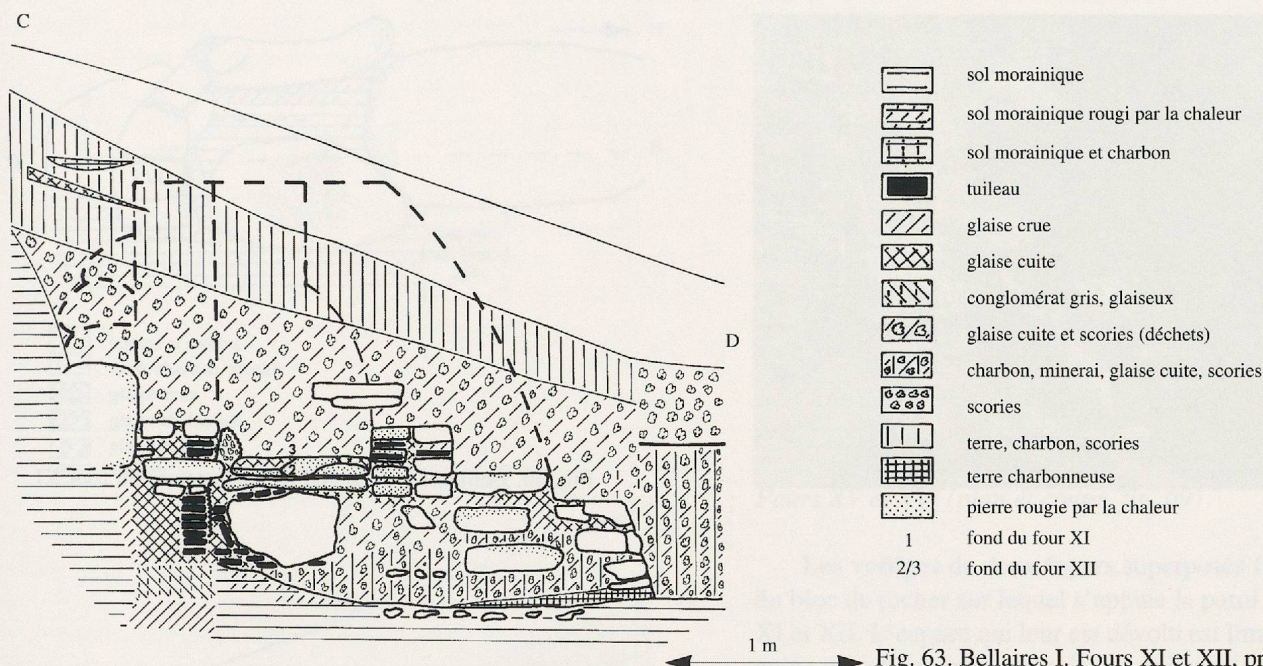 C
D
sol morainique
sol morainique rougi par la chaleur
sol morainique et charbon
tuileau
glaise crue
glaise cuite
conglomérat gris, glaiseux
glaise cuite et scories (déchets)
charbon, minerai, glaise cuite, scories
scories
terre, charbon, scories
terre charbonneuse
pierre rougie par la chaleur
1 fond du four XI
2/3 fond du four XII
3
1
1 m
Fig. 63. Bellaires I. Fours XI et XII, pr